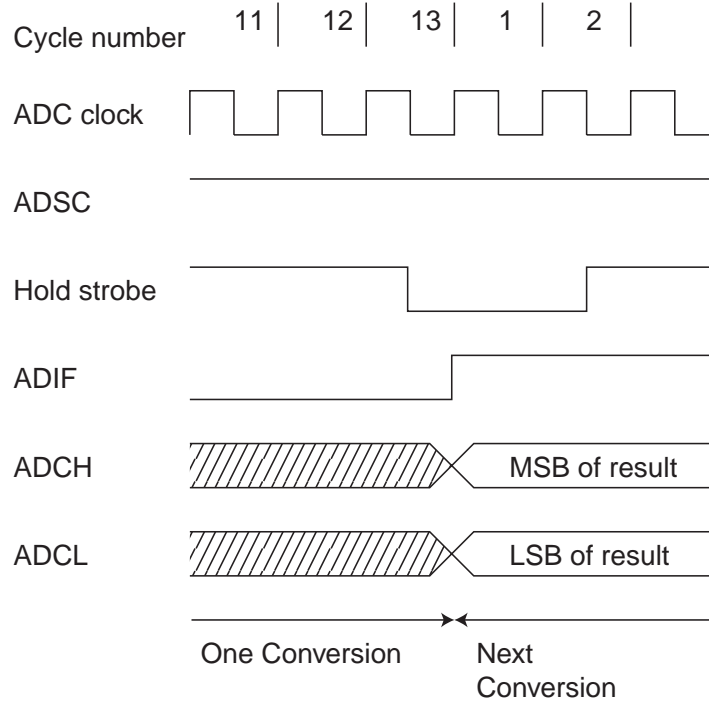 Cycle number 11 12 13 1 2
ADC clock
ADSC
Hold strobe
ADIF
ADCH MSB of result
ADCL LSB of result
One Conversion Next
Conversion